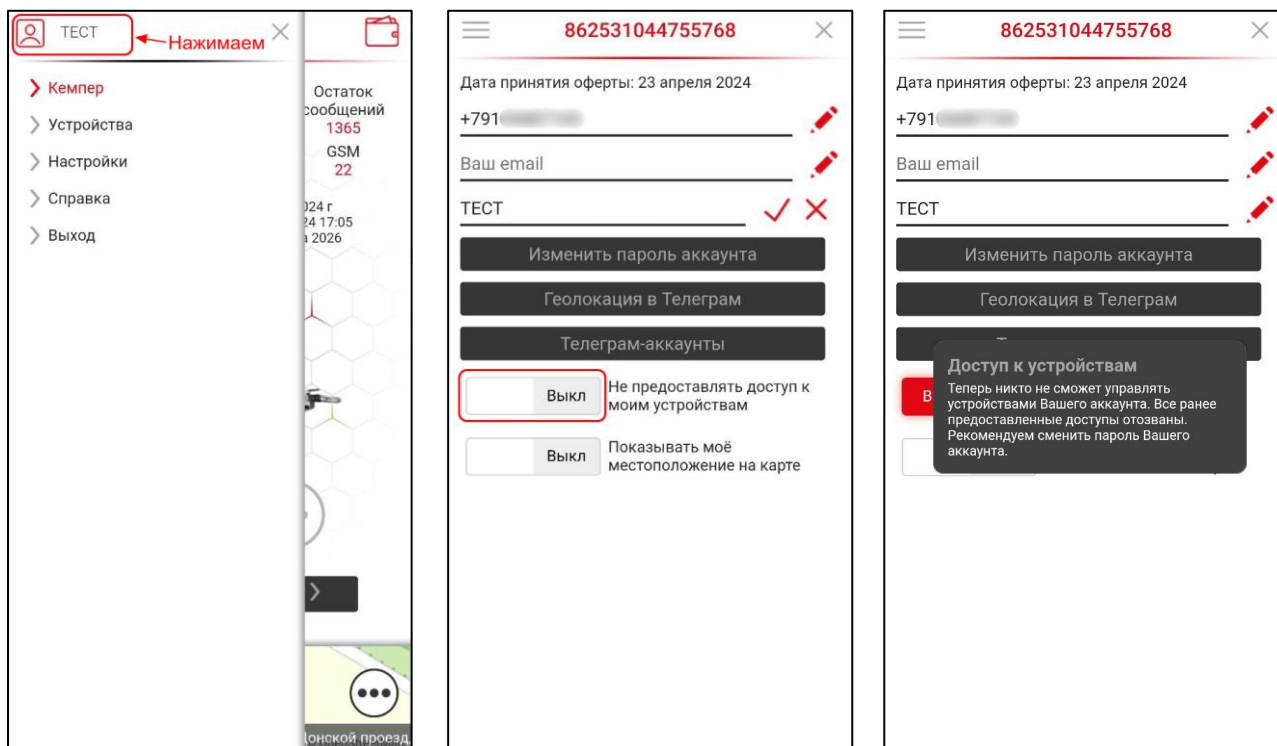 ТЕСТ
Нажимаем
Кемпер
Устройства
Настройки
Справка
Выход
Остаток
сообщений
1365
GSM
22
024 г
24 17:05
2026
Донской проезд,
862531044755768
Дата принятия оферты: 23 апреля 2024
+791
Ваш email
ТЕСТ
Изменить пароль аккаунта
Геолокация в Телеграм
Телеграм-аккаунты
Выкл
Не предоставлять доступ к
моим устройствам
Выкл
Показывать моё
местоположение на карте
862531044755768
Дата принятия оферты: 23 апреля 2024
+791
Ваш email
ТЕСТ
Изменить пароль аккаунта
Геолокация в Телеграм
Доступ к устройствам
Теперь никто не сможет управлять
устройствами Вашего аккаунта. Все ранее
предоставленные доступы отозваны.
Рекомендуем сменить пароль Вашего
аккаунта.
В